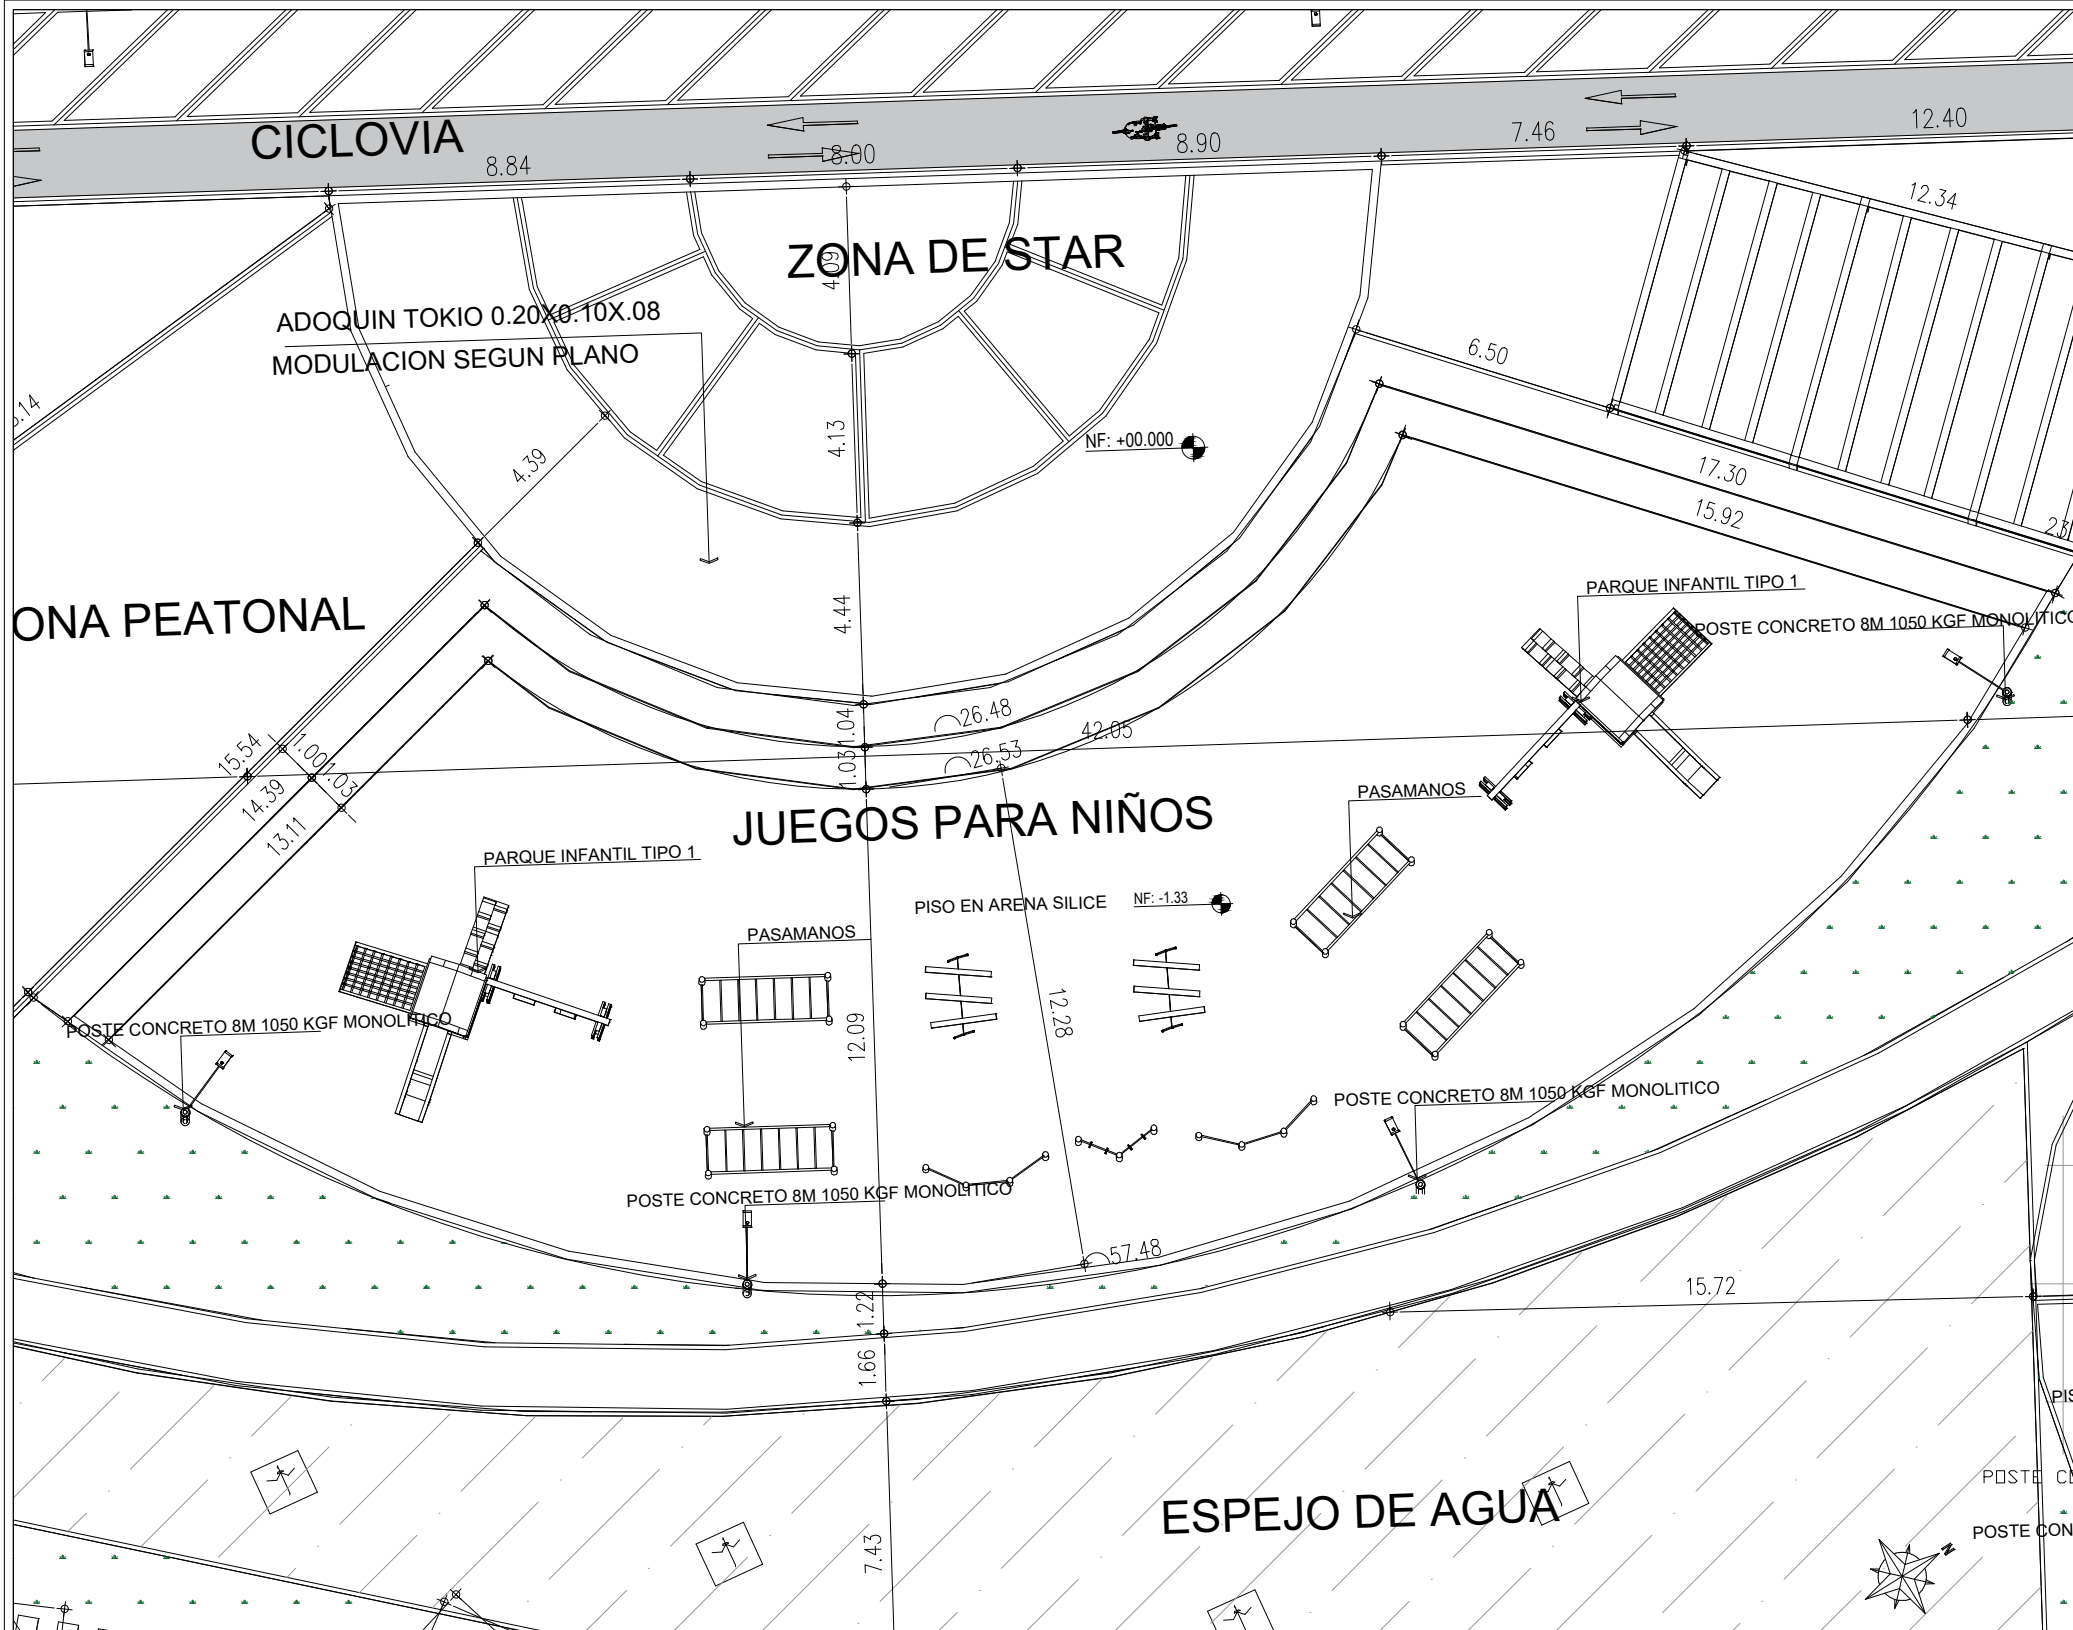 CICLOVIA
8.84
8.00
8.90
7.46
12.40
12.34
ZONA DE STAR
4.09
ADOQUIN TOKIO 0.20X0.10X.08
MODULACION SEGUN PLANO
6.50
4.13
NF: +00.000
4.39
17.30
15.92
23
PARQUE INFANTIL TIPO 1
POSTE CONCRETO 8M 1050 KGF MONOLITICO
ONA PEATONAL
4.44
1.04
26.48
42.05
1.03
26.53
15.54
1.00
1.03
14.39
13.11
JUEGOS PARA NIÑOS
PASAMANOS
PARQUE INFANTIL TIPO 1
PISO EN ARENA SILICE
NF: -1.33
PASAMANOS
POSTE CONCRETO 8M 1050 KGF MONOLITICO
12.09
12.28
POSTE CONCRETO 8M 1050 KGF MONOLITICO
POSTE CONCRETO 8M 1050 KGF MONOLITICO
57.48
1.22
15.72
1.66
PIS
POSTE C
ESPEJO DE AGUA
7.43
N
POSTE CON